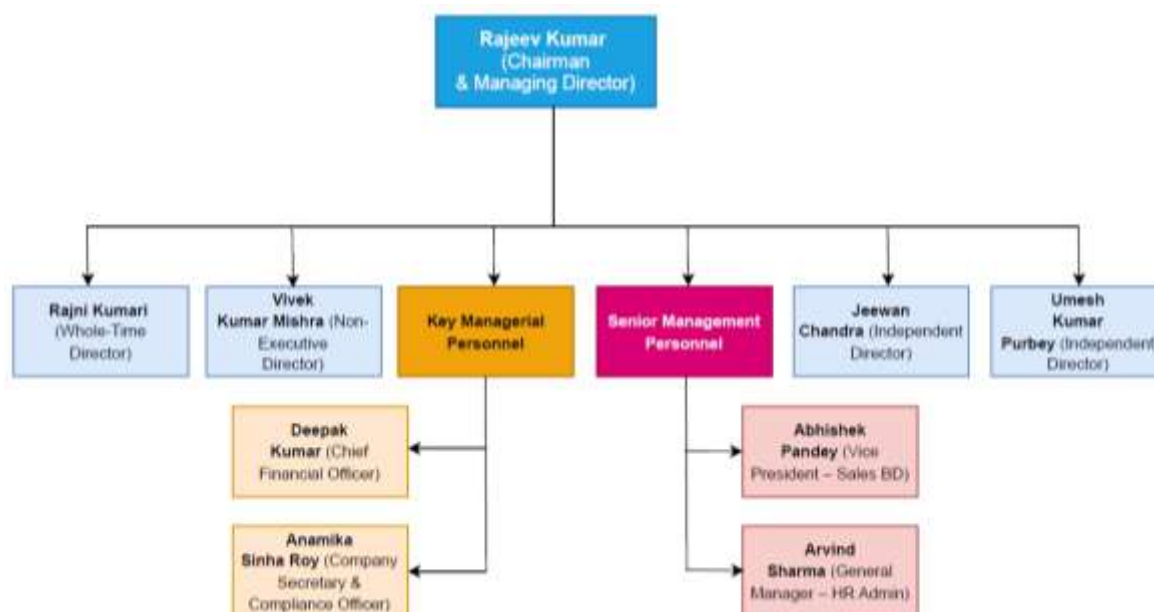 Rajeev Kumar
(Chairman
& Managing Director)
Rajni Kumari
(Whole-Time
Director)
Vivek
Kumar Mishra (Non-
Executive
Director)
Key Managerial
Personnel
Senior Management
Personnel
Jeewan
Chandra (Independent
Director)
Umesh
Kumar
Purbey (Independent
Director)
Deepak
Kumar (Chief
Financial Officer)
Abhishek
Pandey (Vice
President – Sales BD)
Anamika
Sinha Roy (Company
Secretary &
Compliance Officer)
Arvind
Sharma (General
Manager – HR Admin)